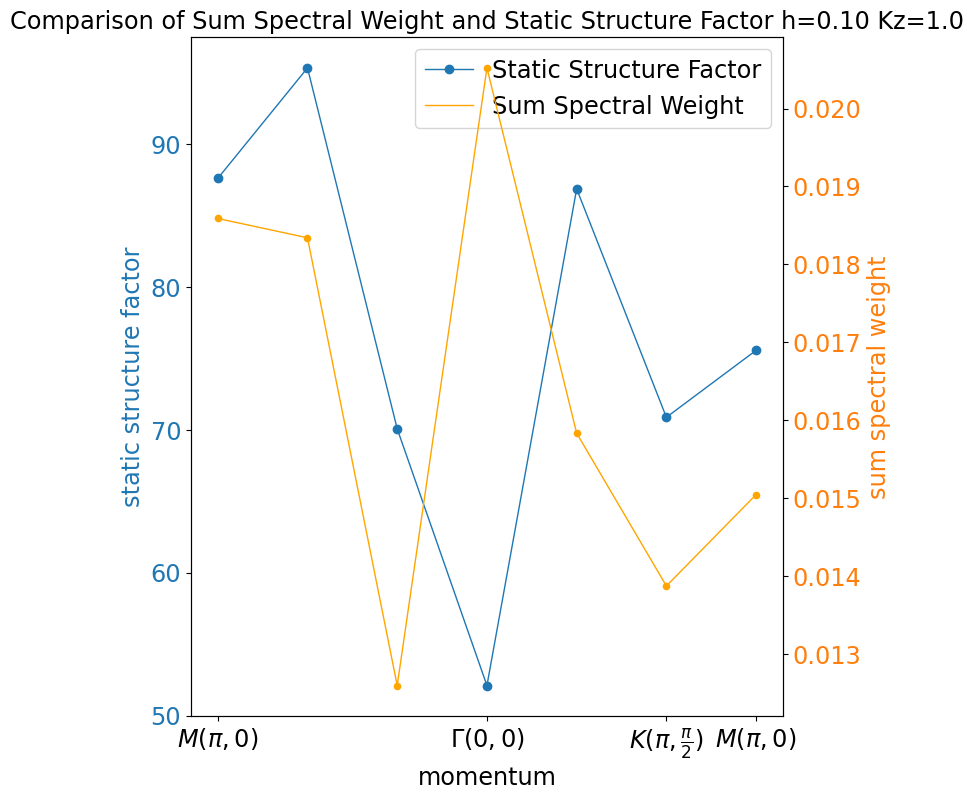 Comparison of Sum Spectral Weight and Static Structure Factor h=0.10 Kz=1.0
Static Structure Factor
Sum Spectral Weight
static structure factor
90
80
70
60
50
sum spectral weight
0.020
0.019
0.018
0.017
0.016
0.015
0.014
0.013
M(π, 0)
Γ(0, 0)
K(π, π/2)
M(π, 0)
momentum